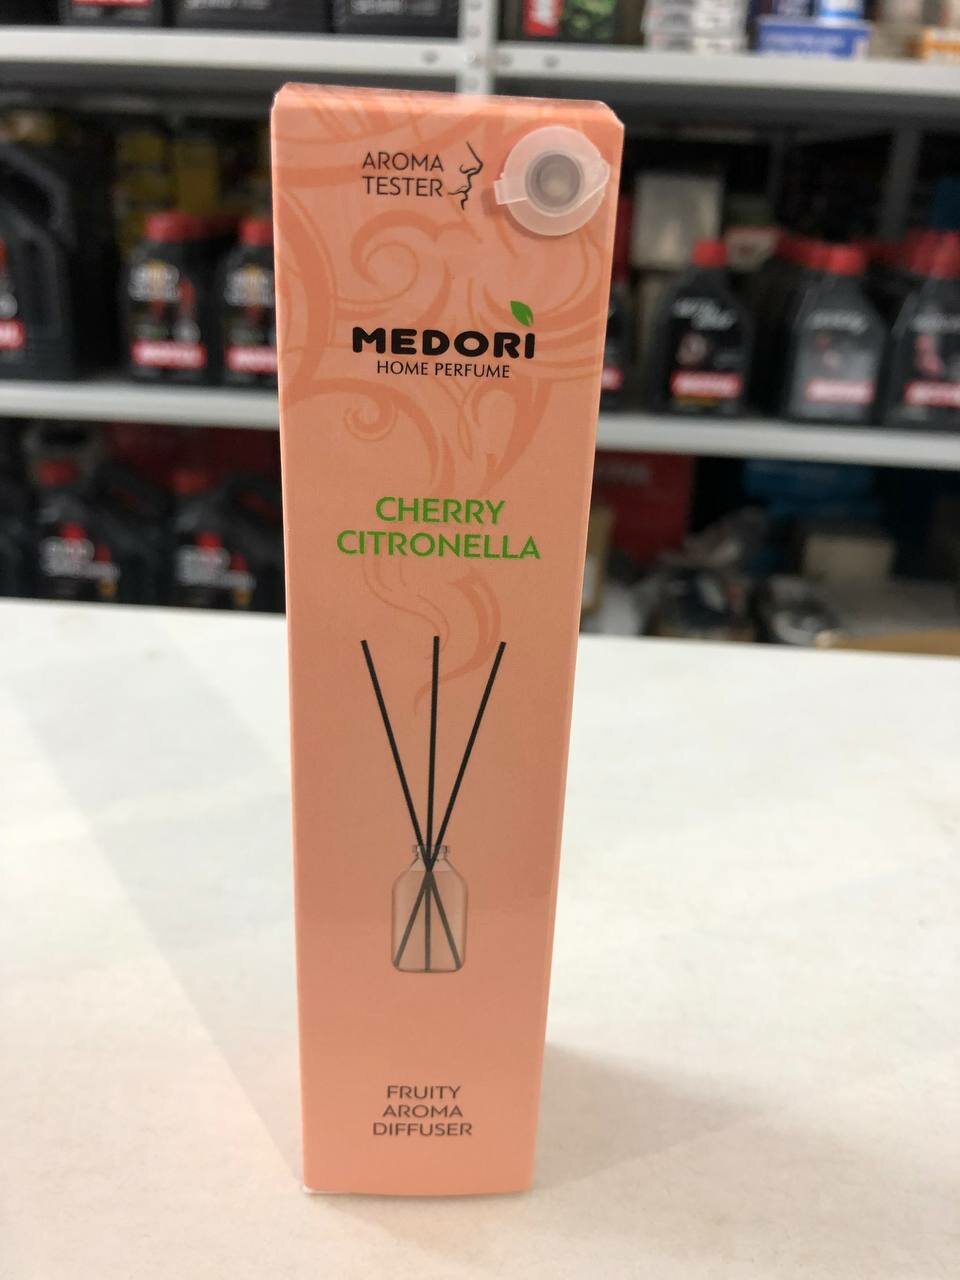 AROMA
TESTER
MEDORI
HOME PERFUME
CHERRY
CITRONELLA
FRUITY
AROMA
DIFFUSER